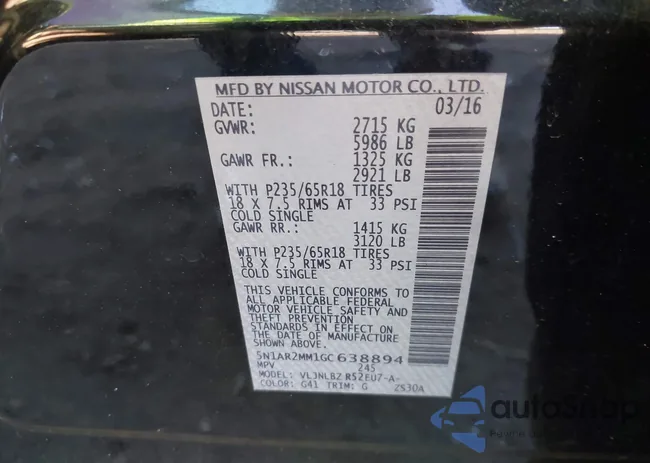 MFD BY NISSAN MOTOR CO., LTD.
DATE: 03/16
GVWR: 2715 KG
5986 LB
GAWR FR.: 1325 KG
2921 LB
WITH P235/65R18 TIRES
18 X 7.5 RIMS AT 33 PSI
COLD SINGLE
GAWR RR.: 1415 KG
3120 LB
WITH P235/65R18 TIRES
18 X 7.5 RIMS AT 33 PSI
COLD SINGLE
THIS VEHICLE CONFORMS TO
ALL APPLICABLE FEDERAL
MOTOR VEHICLE SAFETY AND
THEFT PREVENTION
STANDARDS IN EFFECT ON
THE DATE OF MANUFACTURE
SHOWN ABOVE.
5N1AR2MM1GC638894
MPV 245
MODEL: VLJNLBZ R52EU7-A-
COLOR: G41 TRIM: G ZS30A
autoShop